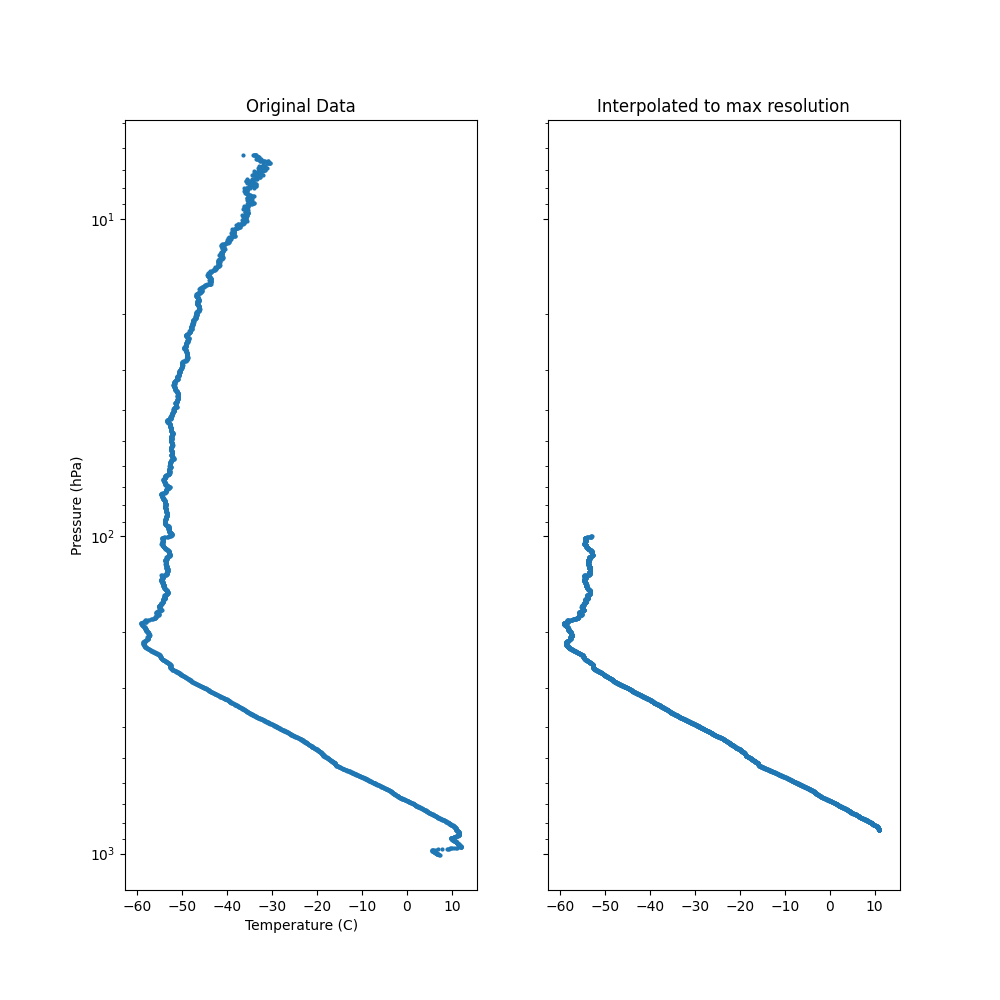 Original Data
Interpolated to max resolution
10¹
10²
10³
Pressure (hPa)
−60 −50 −40 −30 −20 −10 0 10
−60 −50 −40 −30 −20 −10 0 10
Temperature (C)